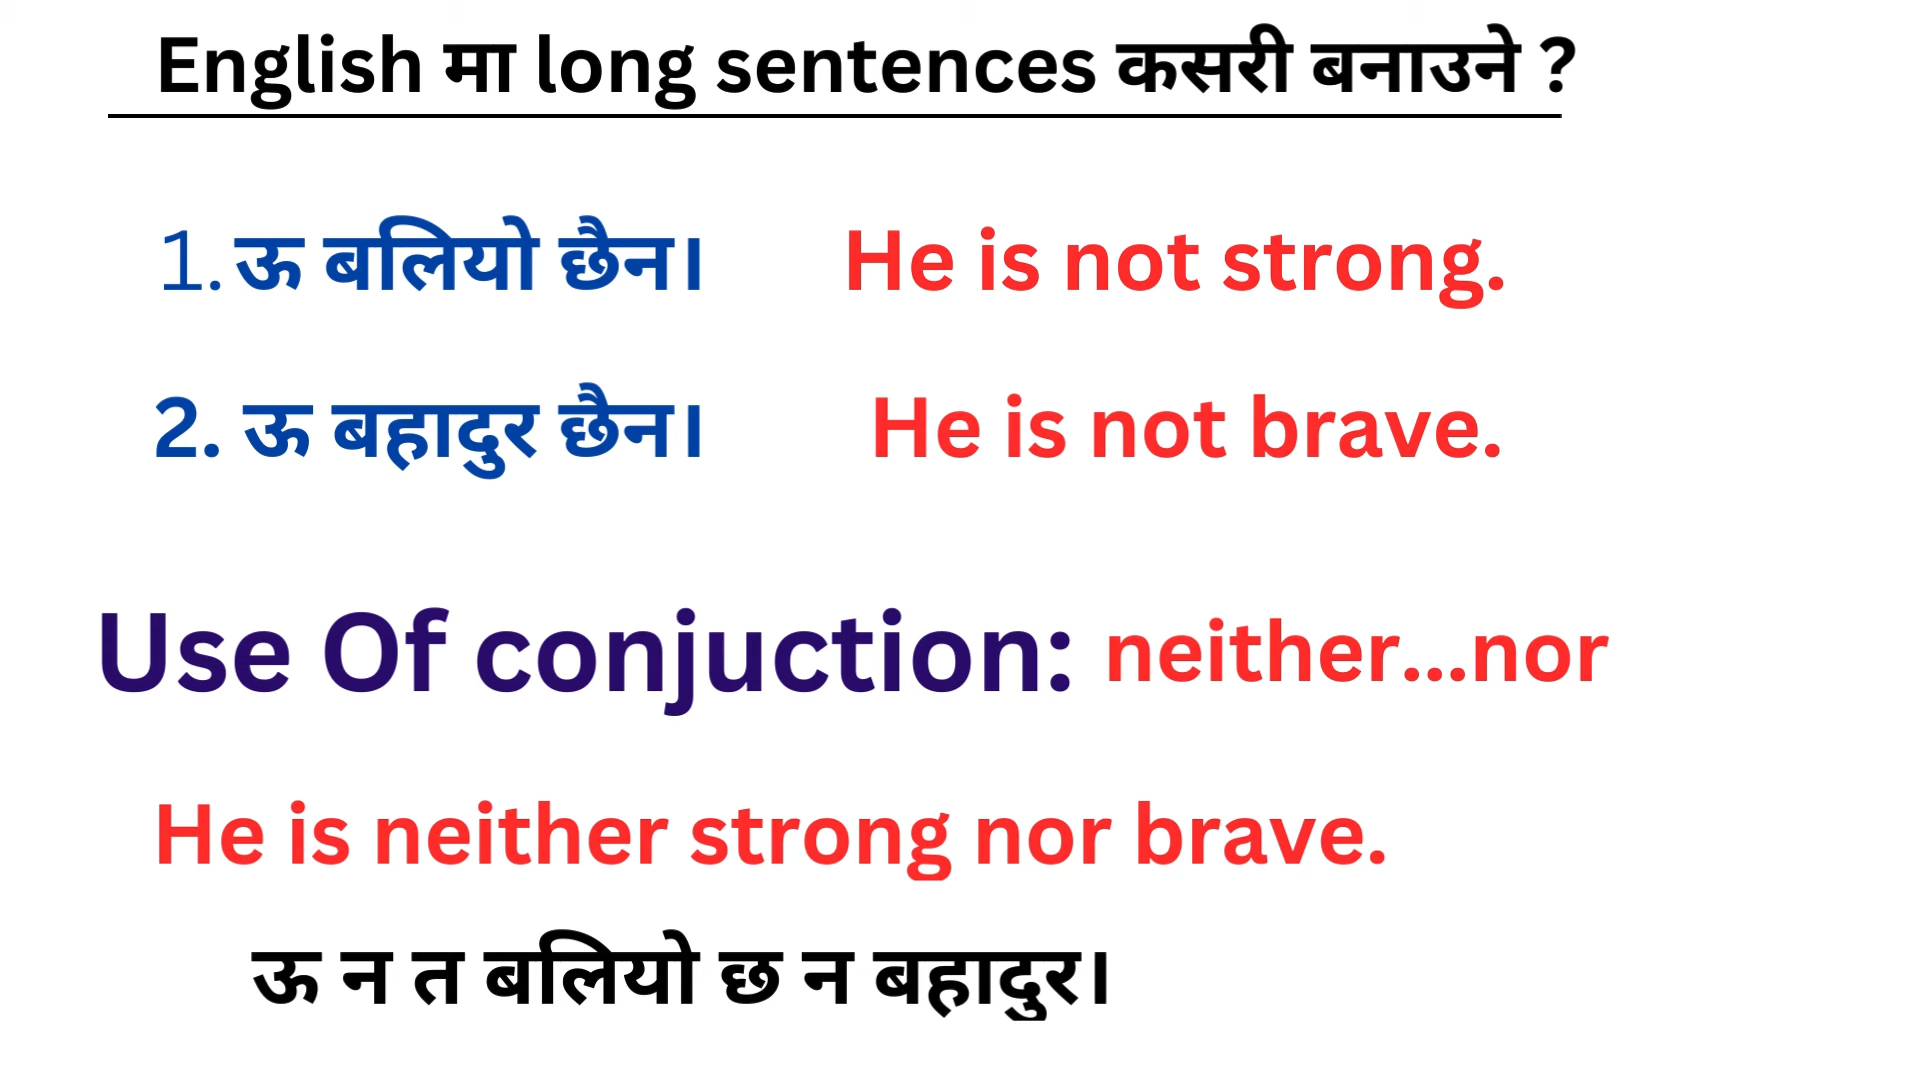 English मा long sentences कसरी बनाउने ?
1. ऊ बलियो छैन। He is not strong.
2. ऊ बहादुर छैन। He is not brave.
Use Of conjuction: neither...nor
He is neither strong nor brave.
ऊ न त बलियो छ न बहादुर।